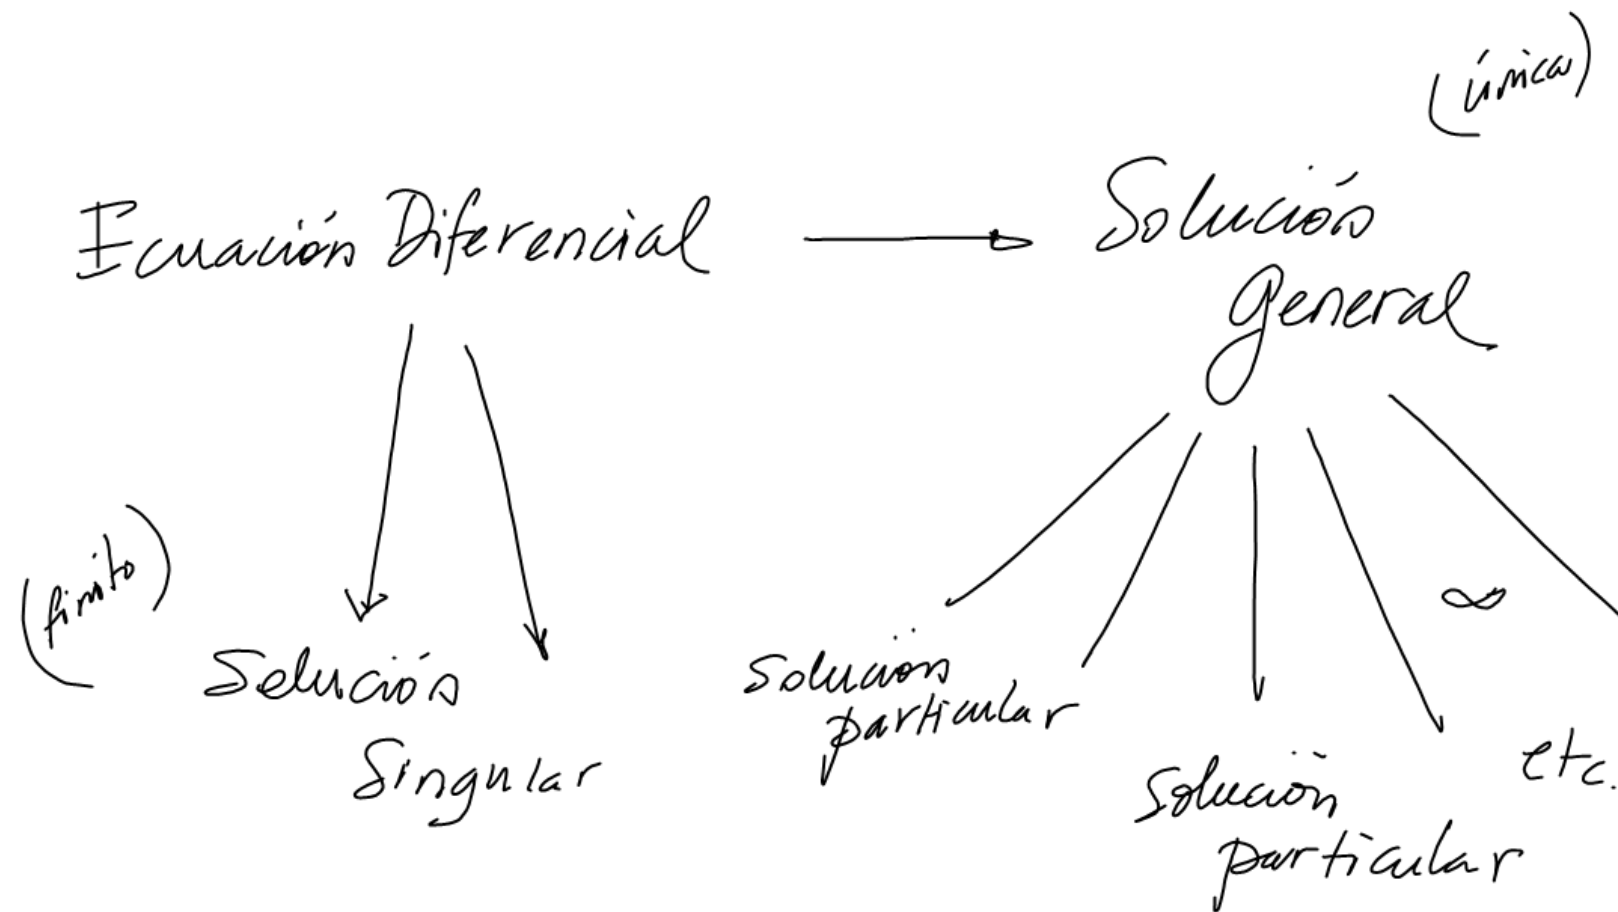 (única)
Ecuación Diferencial
Solución
general
(finito)
Solución
Singular
Solución
particular
∞
Solución
particular
etc.